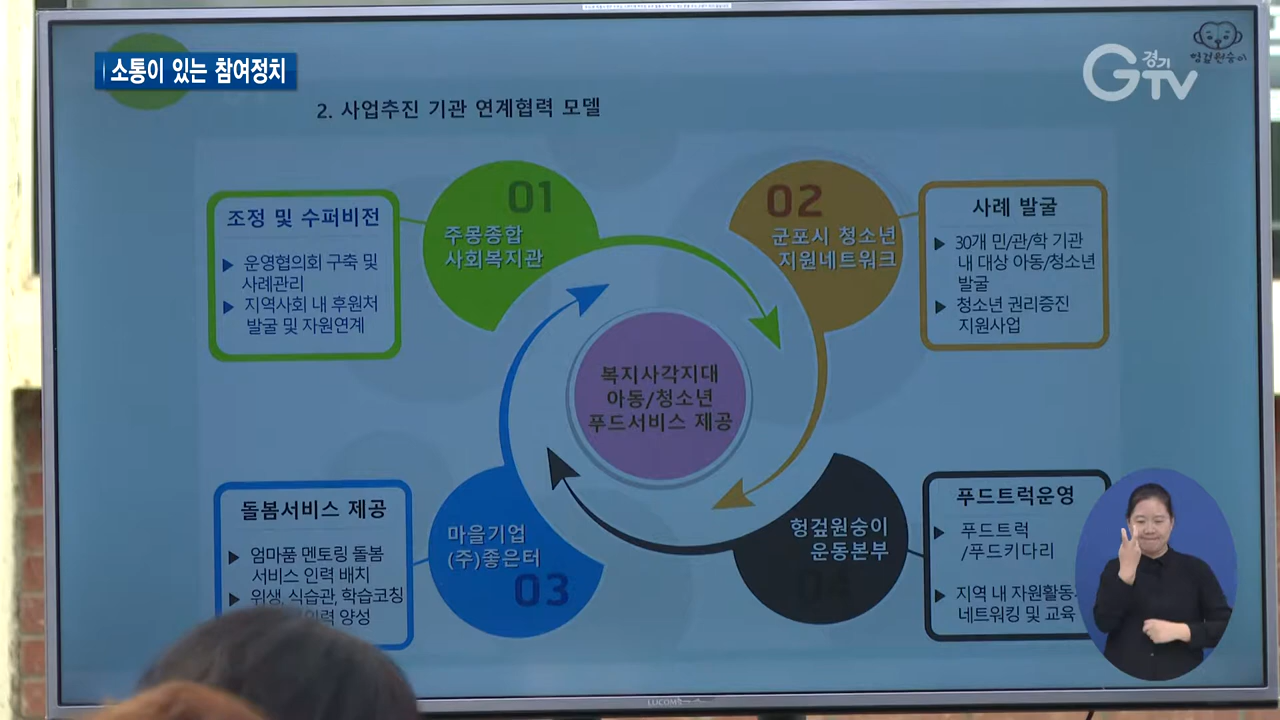 소통이 있는 참여정치
경기
GTV
헝겊원숭이
2. 사업추진 기관 연계협력 모델
조정 및 수퍼비전
▶ 운영협의회 구축 및
사례관리
▶ 지역사회 내 후원처
발굴 및 자원연계
01
주몽종합
사회복지관
02
군포시 청소년
지원네트워크
사례 발굴
▶ 30개 민/관/학 기관
내 대상 아동/청소년
발굴
▶ 청소년 권리증진
지원사업
복지사각지대
아동/청소년
푸드서비스 제공
돌봄서비스 제공
▶ 엄마품 멘토링 돌봄
서비스 인력 배치
▶ 위생, 식습관, 학습코칭
인력 양성
마을기업
(주)좋은터
03
헝겊원숭이
운동본부
04
푸드트럭운영
▶ 푸드트럭
/푸드키다리
▶ 지역 내 자원활동
네트워킹 및 교육